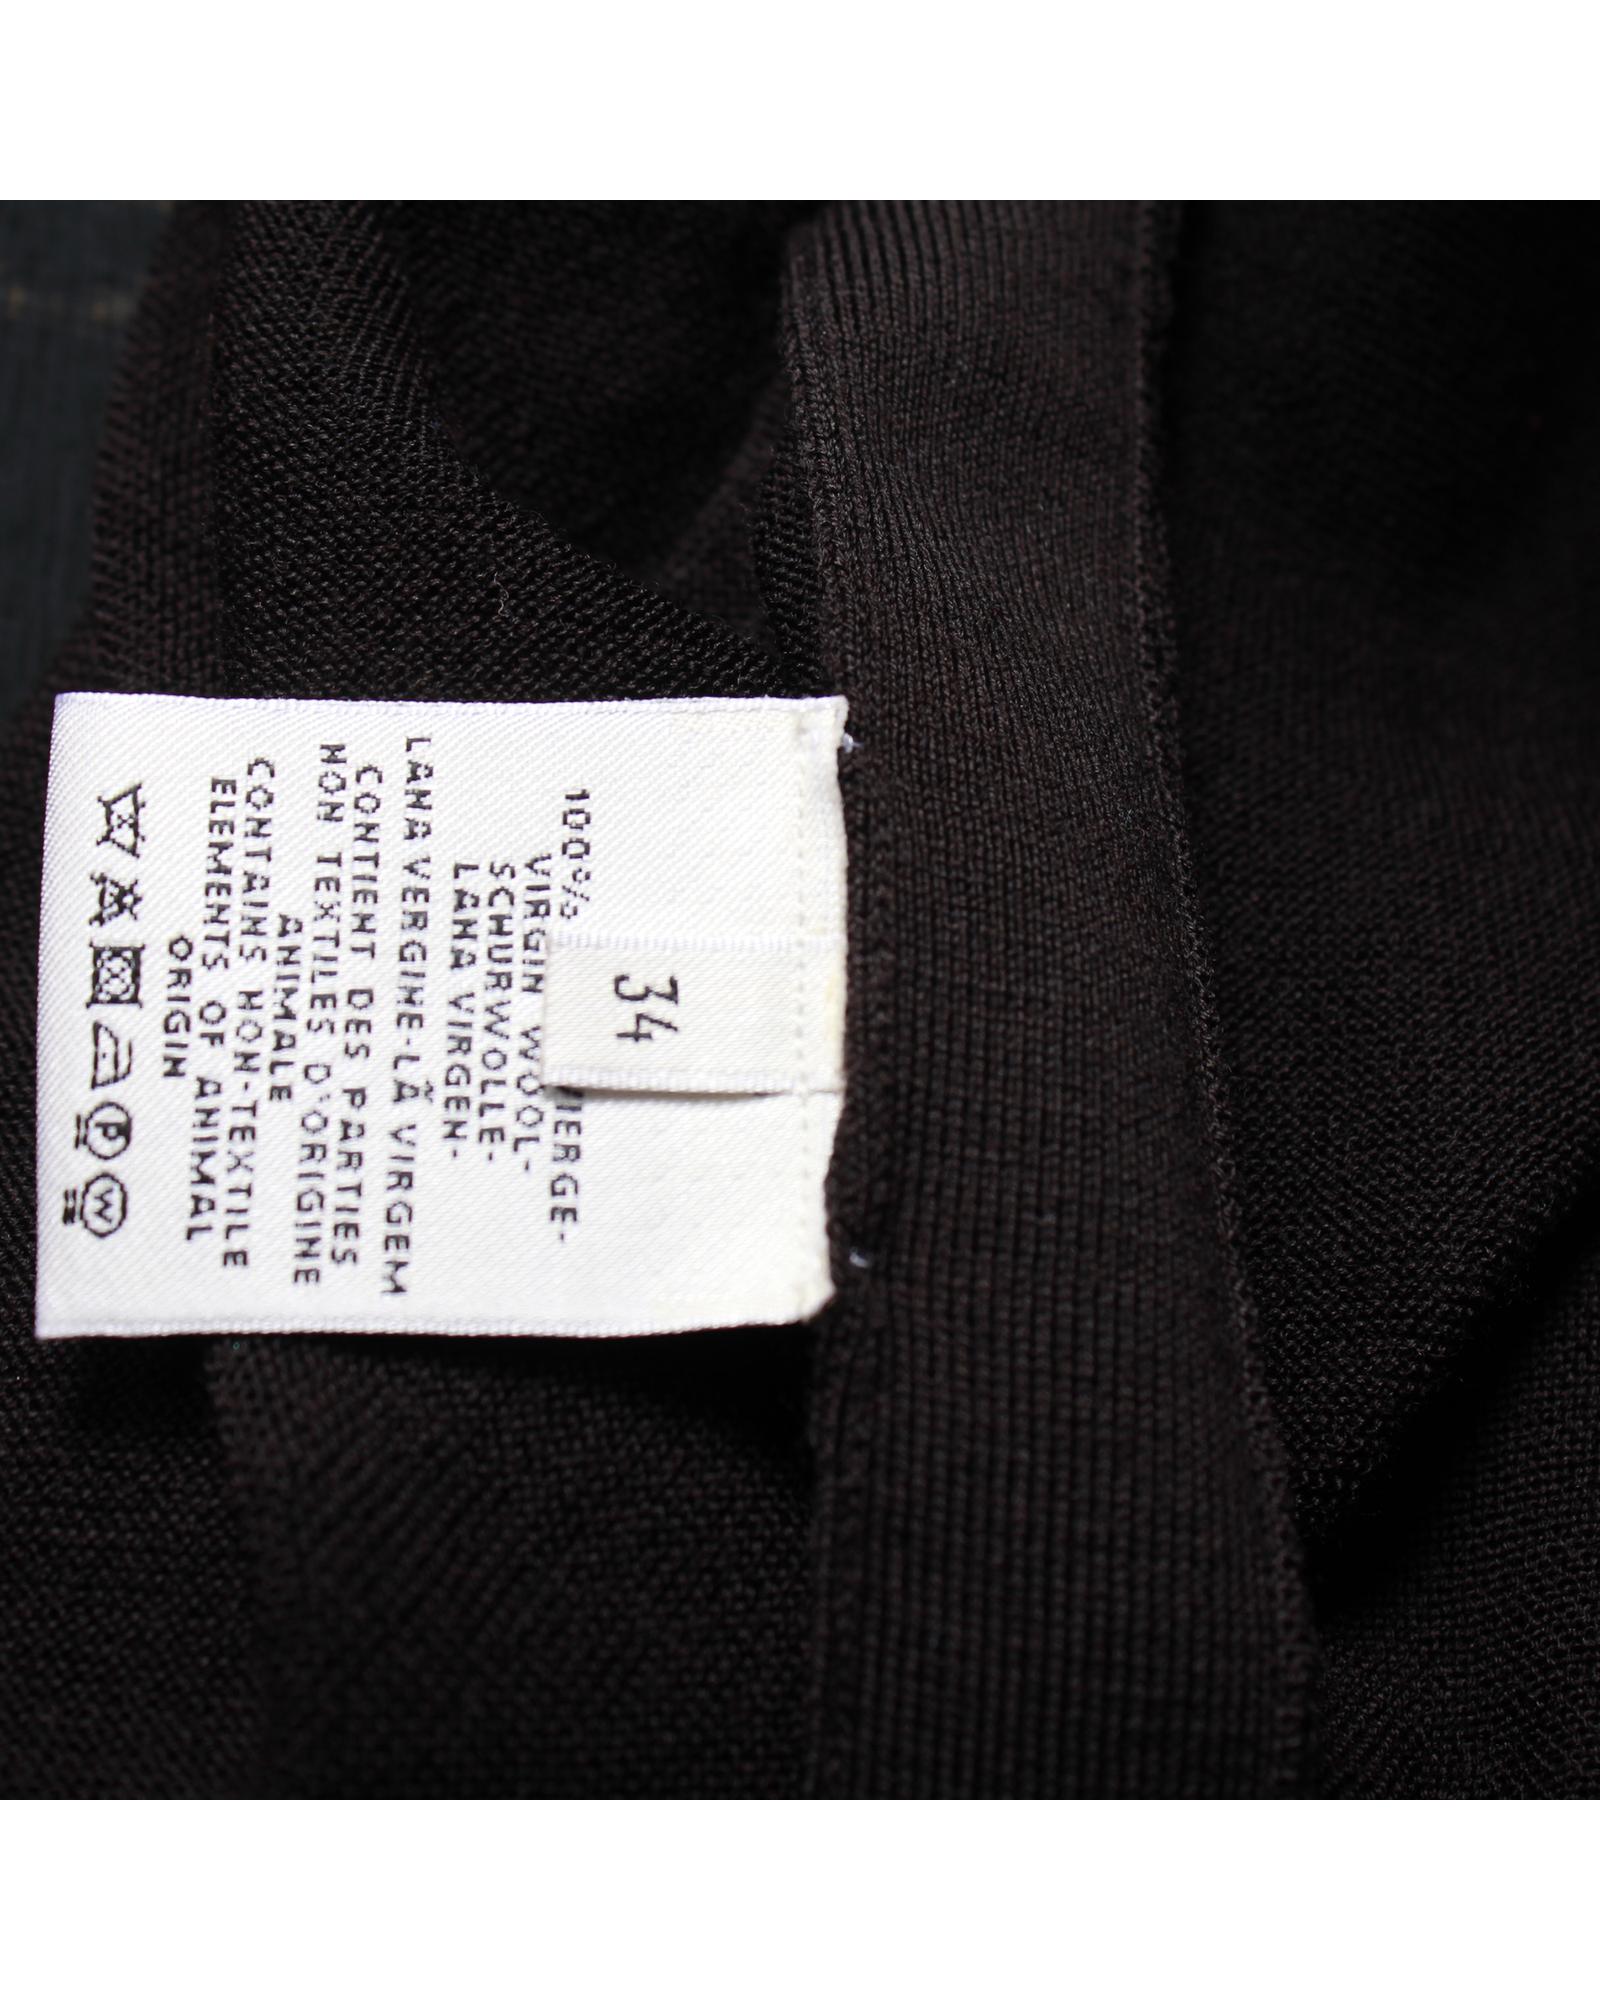 34
100% VIERGE-
VIRGIN WOOL-
SCHURWOLLE-
LANA VIRGEN-
LANA VERGINE-LÃ VIRGEM
CONTIENT DES PARTIES
NON TEXTILES D'ORIGINE
ANIMALE
CONTAINS NON-TEXTILE
ELEMENTS OF ANIMAL
ORIGIN
P W